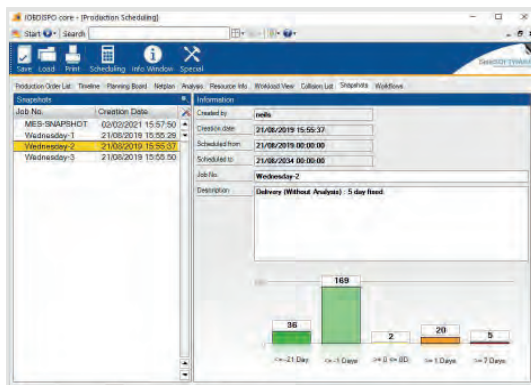 JOBDISPO core - [Production Scheduling]
Start Search
Save Load Print Scheduling Info Window Special
Production Order List Timeline Planning Board Netplan Analysis Resource Info. Workload View Collision List Snapshots Workflows
Snapshots
Job No. Creation Date
MES-SNAPSHOT 02/02/2021 15:57:50
Wednesday-1 21/08/2019 15:55:29
Wednesday-2 21/08/2019 15:55:37
Wednesday-3 21/08/2019 15:55:50
Information
Created by neils
Creation date 21/08/2019 15:55:37
Scheduled from 21/08/2019 00:00:00
Scheduled to 21/08/2034 00:00:00
Job No. Wednesday-2
Description Delivery (Without Analysis) : 5 day fixed
36 169 2 20 5
<= -21 Day <= -1 Days >= 0 <= 0D >= 1 Days >= 7 Days